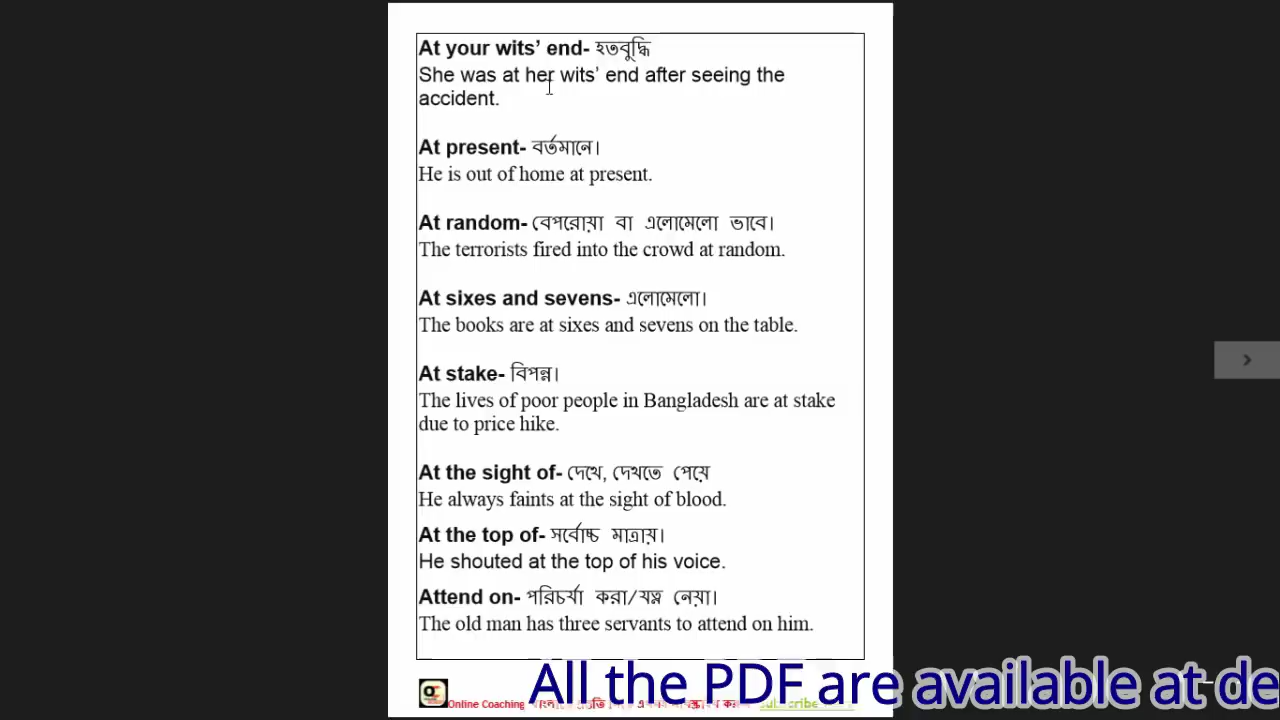 At your wits' end- হতবুদ্ধি
She was at her wits' end after seeing the
accident.
At present- বর্তমানে।
He is out of home at present.
At random- বেপরোয়া বা এলোমেলো ভাবে।
The terrorists fired into the crowd at random.
At sixes and sevens- এলোমেলো।
The books are at sixes and sevens on the table.
At stake- বিপন্ন।
The lives of poor people in Bangladesh are at stake
due to price hike.
At the sight of- দেখে, দেখতে পেয়ে
He always faints at the sight of blood.
At the top of- সর্বোচ্চ মাত্রায়।
He shouted at the top of his voice.
Attend on- পরিচর্যা করা/যত্ন নেয়া।
The old man has three servants to attend on him.
All the PDF are available at de
Online Coaching